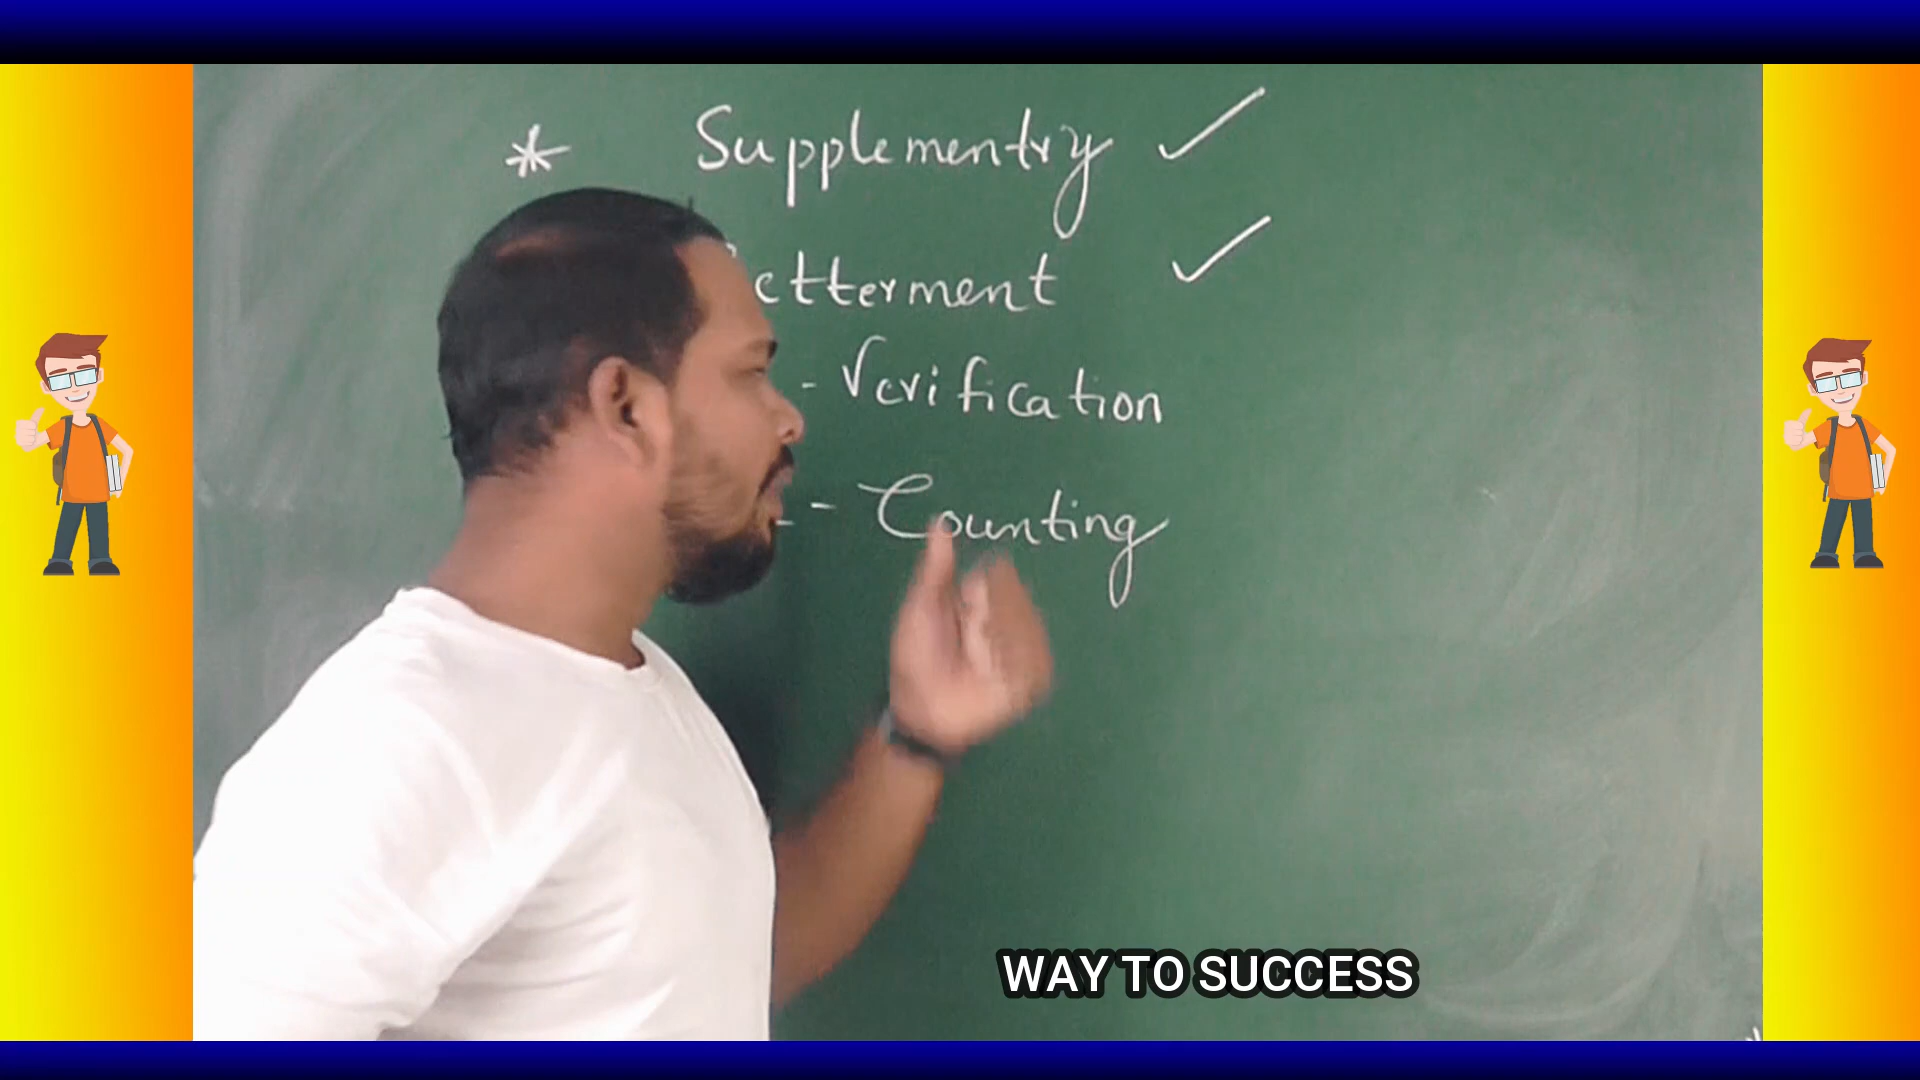 * Supplementry ✓
etterment ✓
- Verification
- - Counting
WAY TO SUCCESS